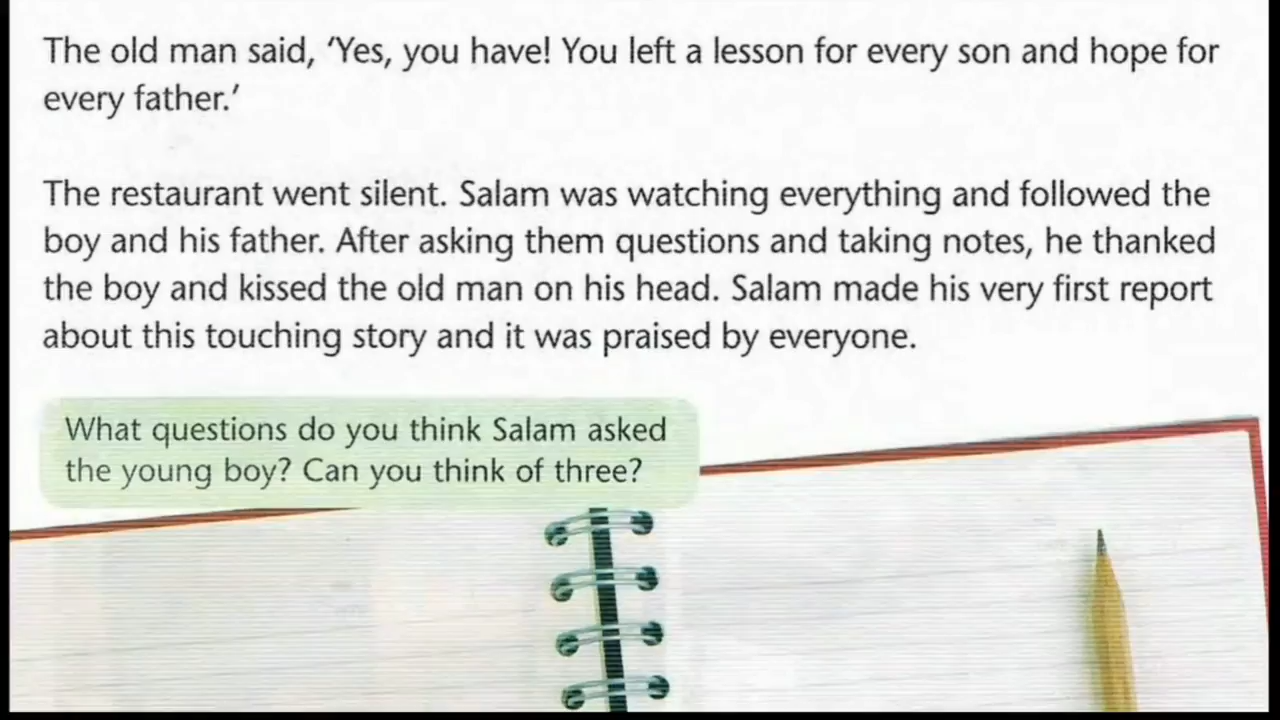 The old man said, ‘Yes, you have! You left a lesson for every son and hope for
every father.’
The restaurant went silent. Salam was watching everything and followed the
boy and his father. After asking them questions and taking notes, he thanked
the boy and kissed the old man on his head. Salam made his very first report
about this touching story and it was praised by everyone.
What questions do you think Salam asked
the young boy? Can you think of three?